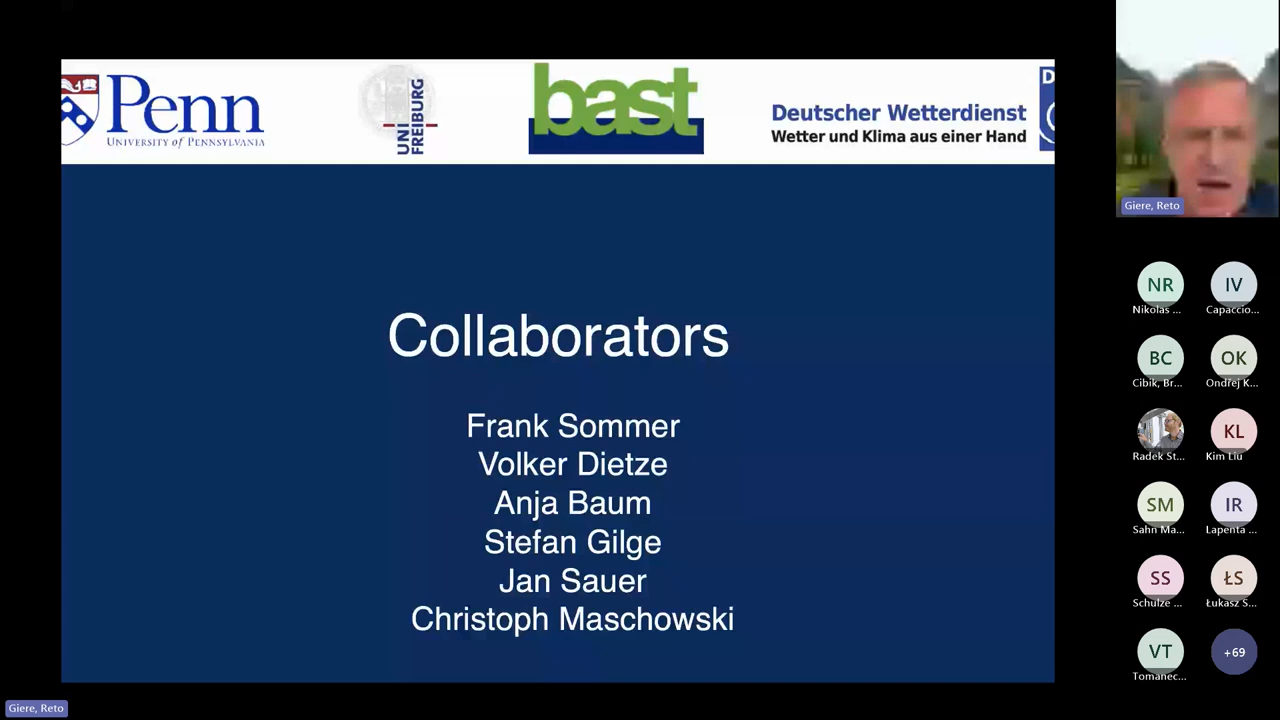 Penn
UNIVERSITY of PENNSYLVANIA
UNI
FREIBURG
bast
Deutscher Wetterdienst
Wetter und Klima aus einer Hand
D
Collaborators
Frank Sommer
Volker Dietze
Anja Baum
Stefan Gilge
Jan Sauer
Christoph Maschowski
Giere, Reto
NR
Nikolas ...
IV
Capaccio...
BC
Cibik, Br...
OK
Ondřej K...
Radek St...
KL
Kim Liu
SM
Sahn Ma...
IR
Lapenta ...
SS
Schulze ...
ŁS
Łukasz S...
VT
Tomanec...
+69
Giere, Reto